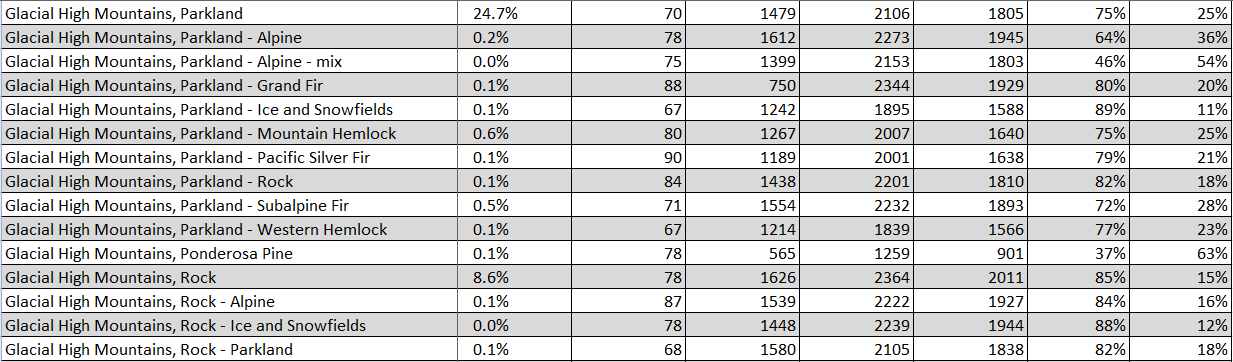 Glacial High Mountains, Parkland 24.7% 70 1479 2106 1805 75% 25%
Glacial High Mountains, Parkland - Alpine 0.2% 78 1612 2273 1945 64% 36%
Glacial High Mountains, Parkland - Alpine - mix 0.0% 75 1399 2153 1803 46% 54%
Glacial High Mountains, Parkland - Grand Fir 0.1% 88 750 2344 1929 80% 20%
Glacial High Mountains, Parkland - Ice and Snowfields 0.1% 67 1242 1895 1588 89% 11%
Glacial High Mountains, Parkland - Mountain Hemlock 0.6% 80 1267 2007 1640 75% 25%
Glacial High Mountains, Parkland - Pacific Silver Fir 0.1% 90 1189 2001 1638 79% 21%
Glacial High Mountains, Parkland - Rock 0.1% 84 1438 2201 1810 82% 18%
Glacial High Mountains, Parkland - Subalpine Fir 0.5% 71 1554 2232 1893 72% 28%
Glacial High Mountains, Parkland - Western Hemlock 0.1% 67 1214 1839 1566 77% 23%
Glacial High Mountains, Ponderosa Pine 0.1% 78 565 1259 901 37% 63%
Glacial High Mountains, Rock 8.6% 78 1626 2364 2011 85% 15%
Glacial High Mountains, Rock - Alpine 0.1% 87 1539 2222 1927 84% 16%
Glacial High Mountains, Rock - Ice and Snowfields 0.0% 78 1448 2239 1944 88% 12%
Glacial High Mountains, Rock - Parkland 0.1% 68 1580 2105 1838 82% 18%